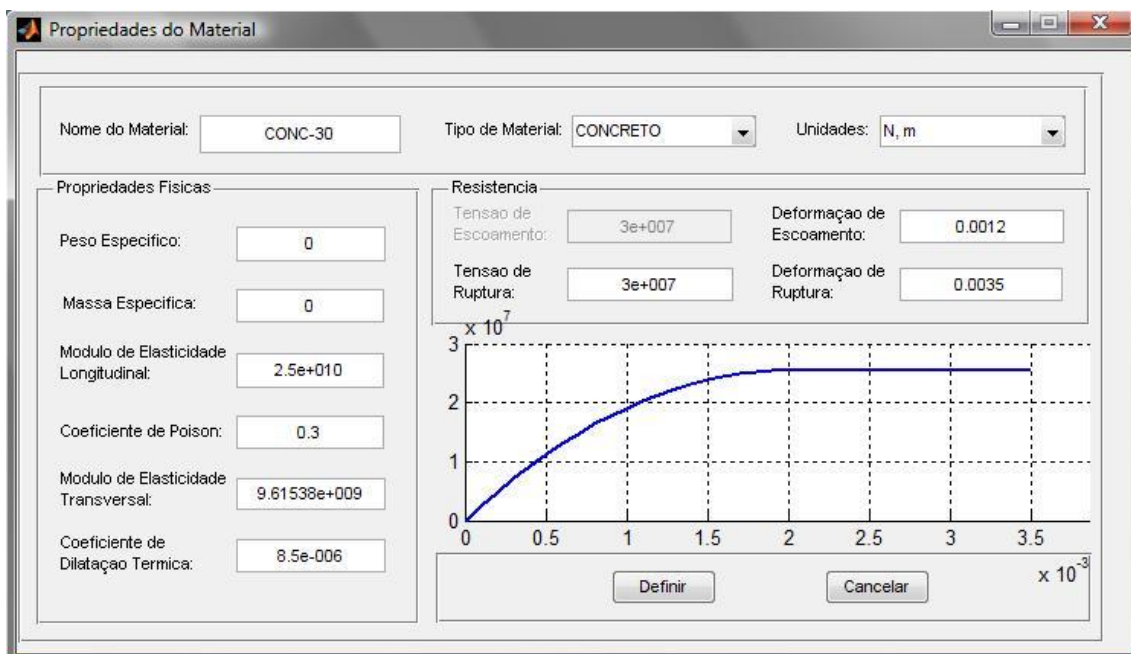 Propriedades do Material
Nome do Material: CONC-30 Tipo de Material: CONCRETO Unidades: N, m
Propriedades Fisicas
Peso Especifico: 0
Massa Especifica: 0
Modulo de Elasticidade
Longitudinal: 2.5e+010
Coeficiente de Poison: 0.3
Modulo de Elasticidade
Transversal: 9.61538e+009
Coeficiente de
Dilataçao Termica: 8.5e-006
Resistencia
Tensao de
Escoamento: 3e+007
Deformaçao de
Escoamento: 0.0012
Tensao de
Ruptura: 3e+007
Deformaçao de
Ruptura: 0.0035
x 10^7
3
2
1
0
0 0.5 1 1.5 2 2.5 3 3.5
x 10^-3
Definir Cancelar